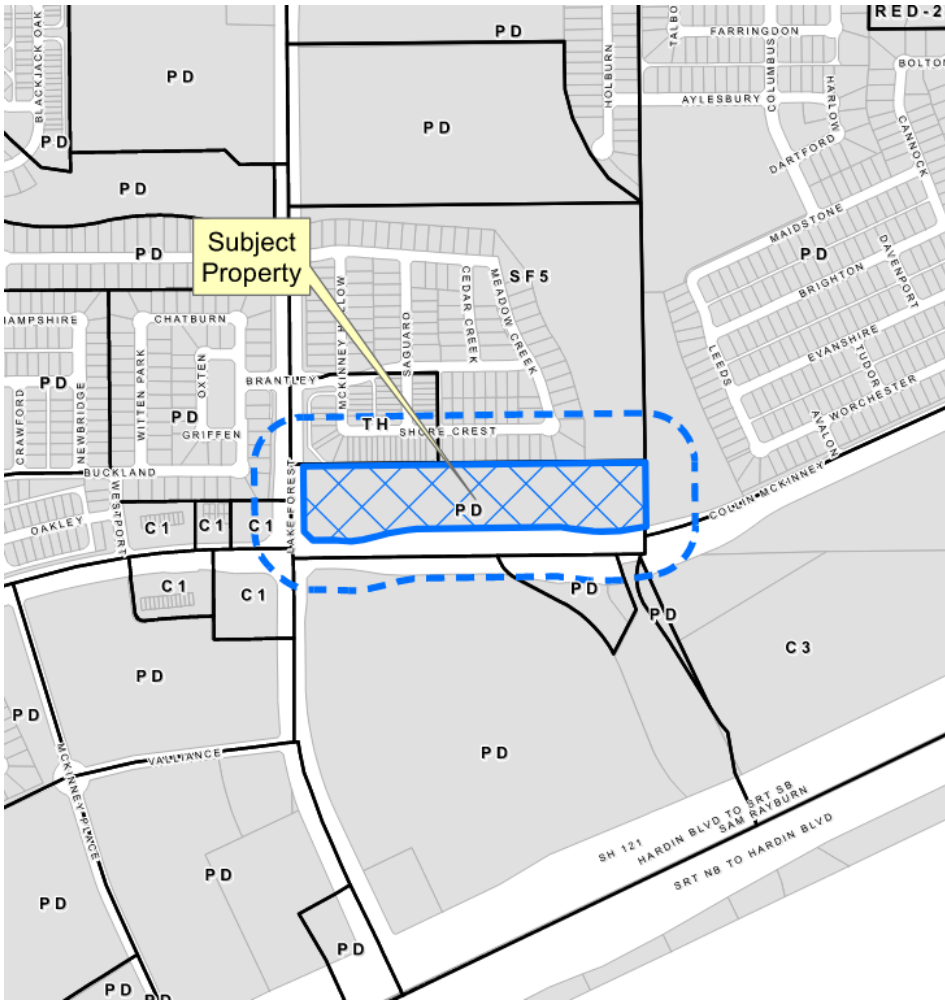 RED-2
PD
TALBO
FARRINGDON
BLACKJACK OAK
PD
HOLBURN
COLUMBUS
BOLTON
AYLESBURY
HARLOW
PD
CANNOCK
PD
DARTFORD
PD
MAIDSTONE
Subject
Property
PD
SF5
PD
DAVENPORT
MCKINNEY HOLLOW
SAGUARO
CEDAR CREEK
MEADOW CREEK
BRIGHTON
HAMPSHIRE
CHATBURN
EVANSHIRE
LEEDS
TUDOR
OXTEN
WITTEN PARK
BRANTLEY
PD
CRAWFORD
NEWBRIDGE
PD
WORCHESTER
AVALON
GRIFFEN
TH
SHORE CREST
BUCKLAND
LAKE FOREST
WESTPORT
COLLIN MCKINNEY
PD
OAKLEY
C1
C1
C1
C1
C1
PD
PD
C3
PD
PD
PD
VALLIANCE
MCKINNEY PLACE
SH 121
HARDIN BLVD TO SRT SB
SAM RAYBURN
SRT NB TO HARDIN BLVD
PD
PD
PD
PD
PD